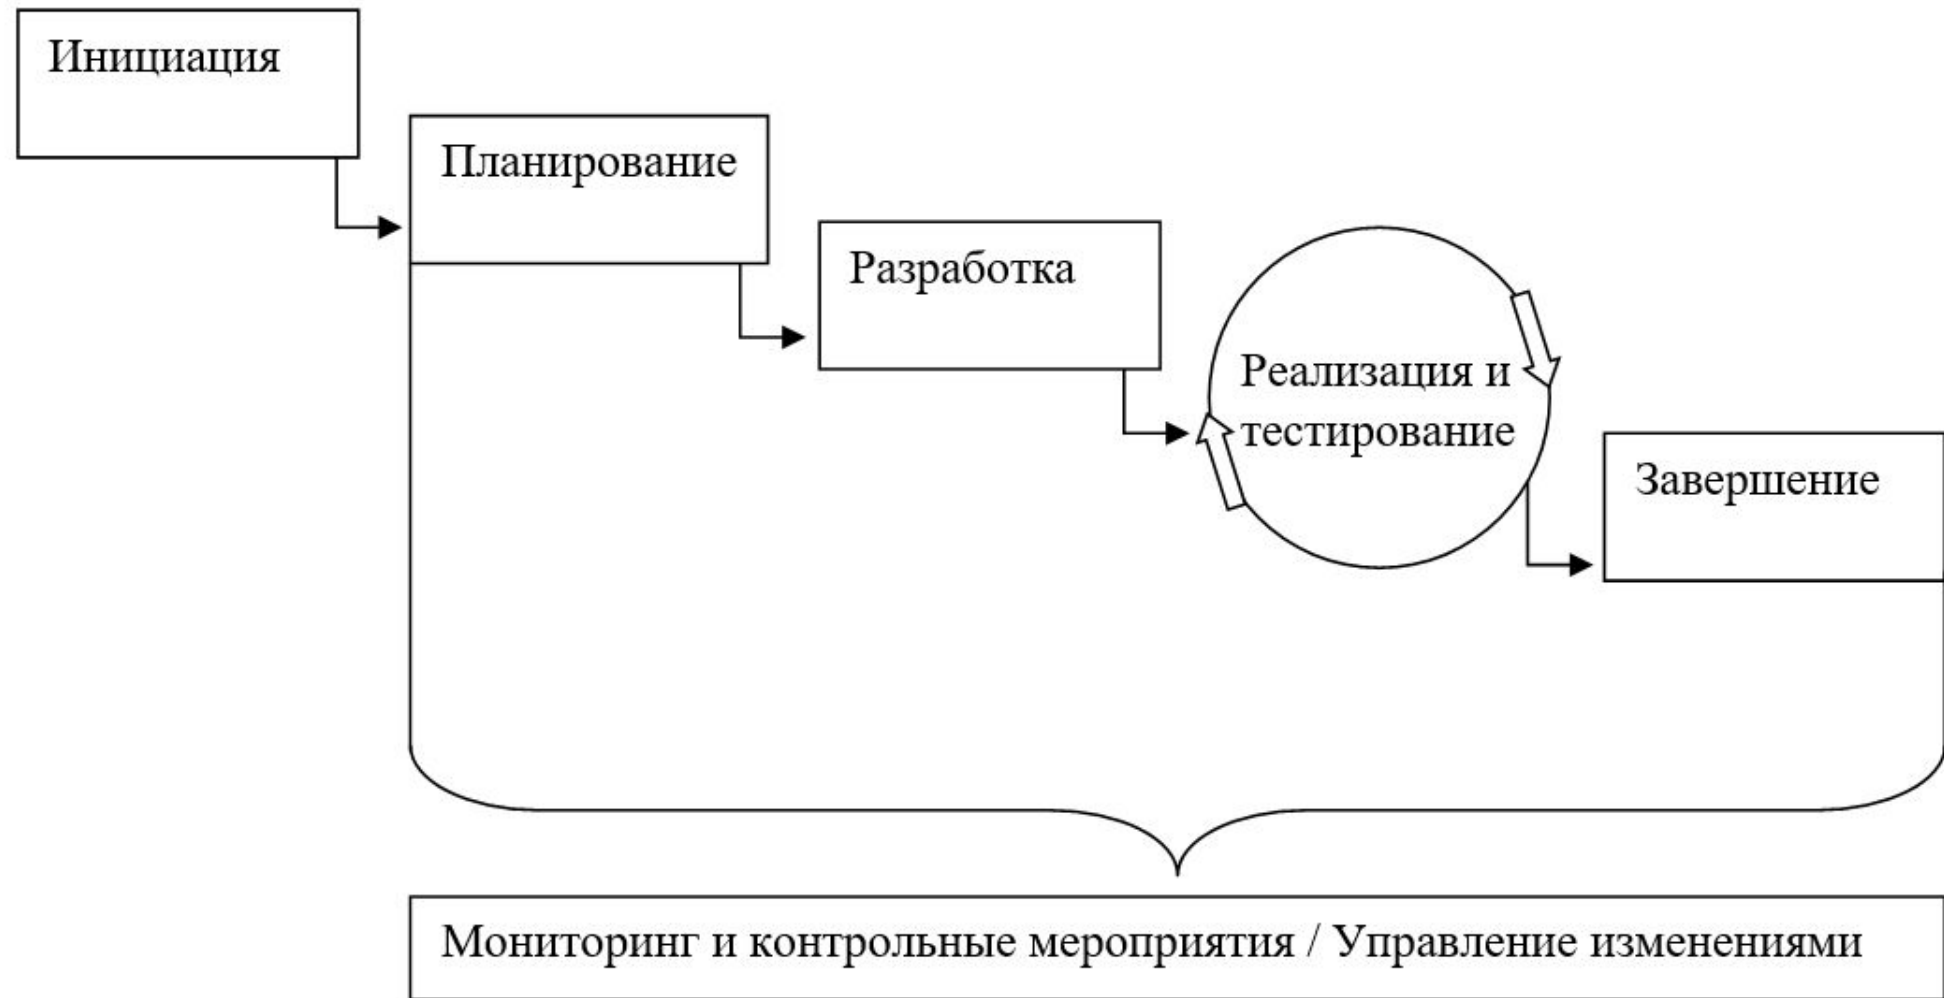 Инициация
Планирование
Разработка
Реализация и
тестирование
Завершение
Мониторинг и контрольные мероприятия / Управление изменениями